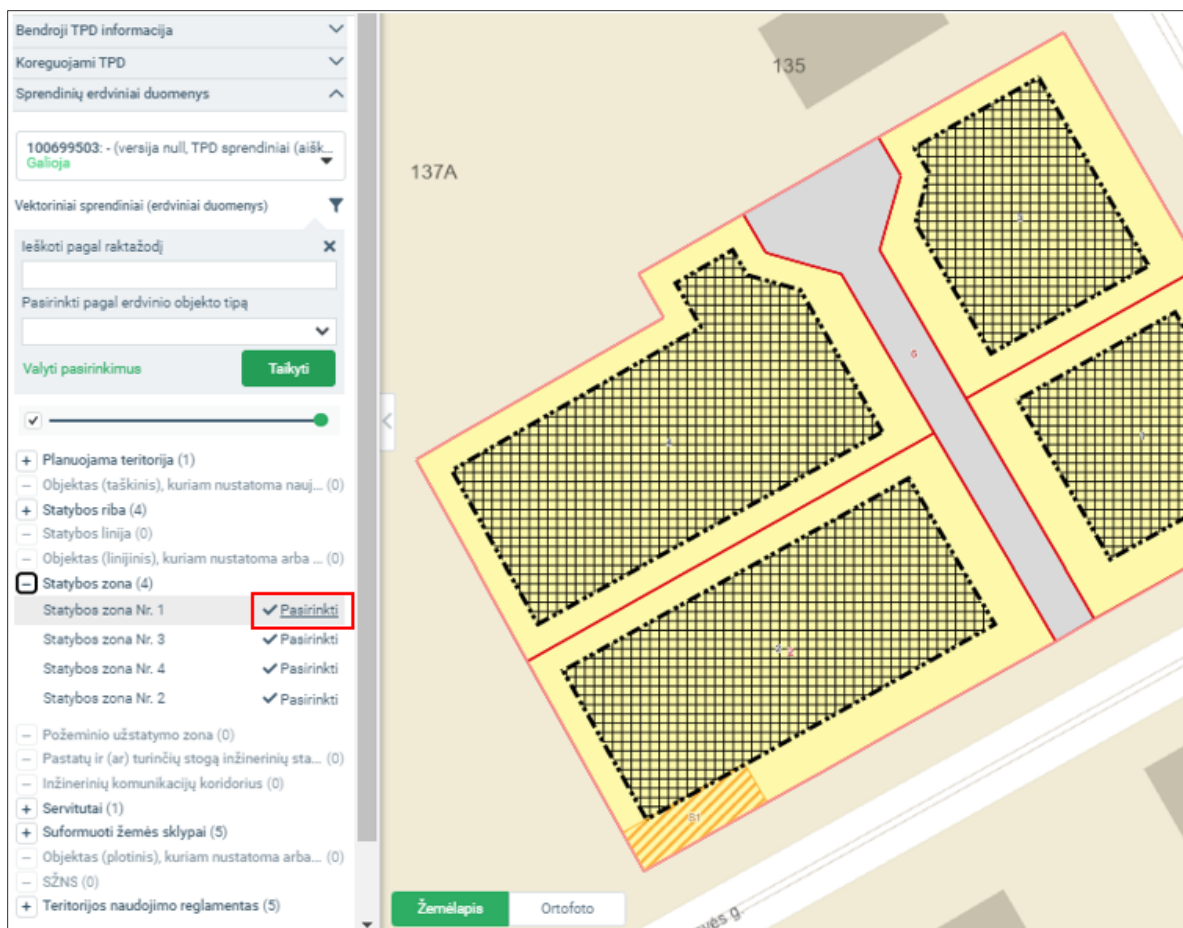 Bendroji TPD informacija
Koreguojami TPD
Sprendinių erdviniai duomenys
100699503: - (versija null, TPD sprendiniai (aišk...
Galioja
Vektoriniai sprendiniai (erdviniai duomenys)
Ieškoti pagal raktažodį
Pasirinkti pagal erdvinio objekto tipą
Valyti pasirinkimus
Taikyti
Planuojama teritorija (1)
Objektas (taškinis), kuriam nustatoma nauj... (0)
Statybos riba (4)
Statybos linija (0)
Objektas (linijinis), kuriam nustatoma arba ... (0)
Statybos zona (4)
Statybos zona Nr. 1 Pasirinkti
Statybos zona Nr. 3 Pasirinkti
Statybos zona Nr. 4 Pasirinkti
Statybos zona Nr. 2 Pasirinkti
Požeminio užstatymo zona (0)
Pastatų ir (ar) turinčių stogą inžinerinių sta... (0)
Inžinerinių komunikacijų koridorius (0)
Servitutai (1)
Suformuoti žemės sklypai (5)
Objektas (plotinis), kuriam nustatoma arba... (0)
SŽNS (0)
Teritorijos naudojimo reglamentas (5)
135
137A
S1
Žemėlapis
Ortofoto